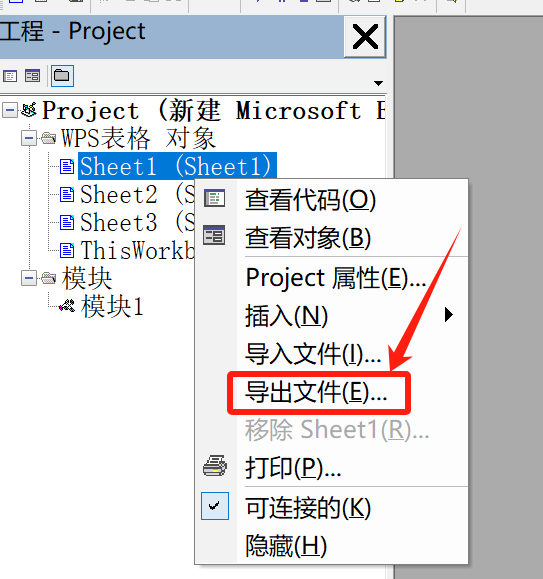 工程 - Project
Project (新建 Microsoft E
WPS表格 对象
Sheet1 (Sheet1)
Sheet2 (S
Sheet3 (S
ThisWorkb
模块
模块1
查看代码(O)
查看对象(B)
Project 属性(E)...
插入(N)
导入文件(I)...
导出文件(E)...
移除 Sheet1(R)...
打印(P)...
可连接的(K)
隐藏(H)